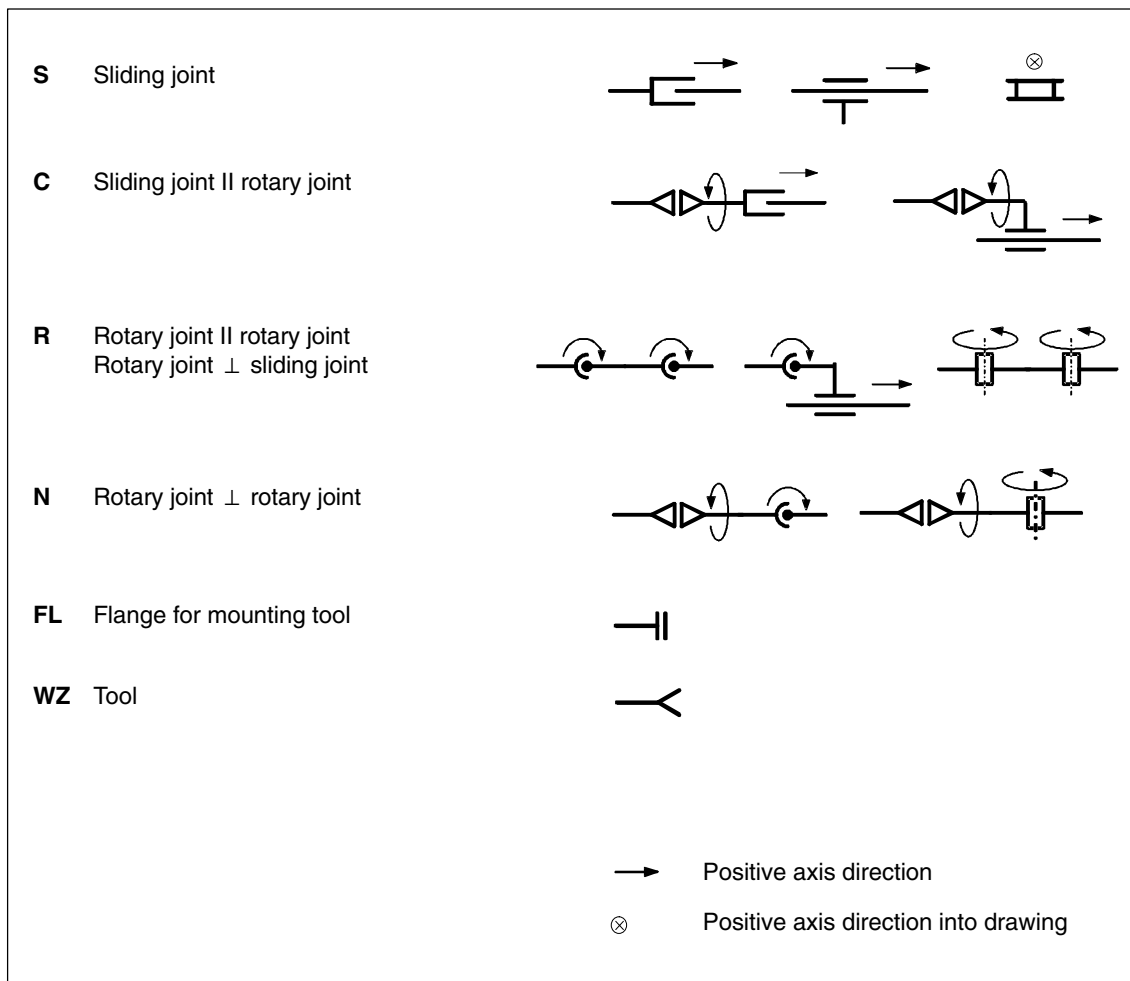 S Sliding joint
C Sliding joint II rotary joint
R Rotary joint II rotary joint
Rotary joint ⊥ sliding joint
N Rotary joint ⊥ rotary joint
FL Flange for mounting tool
WZ Tool
Positive axis direction
Positive axis direction into drawing